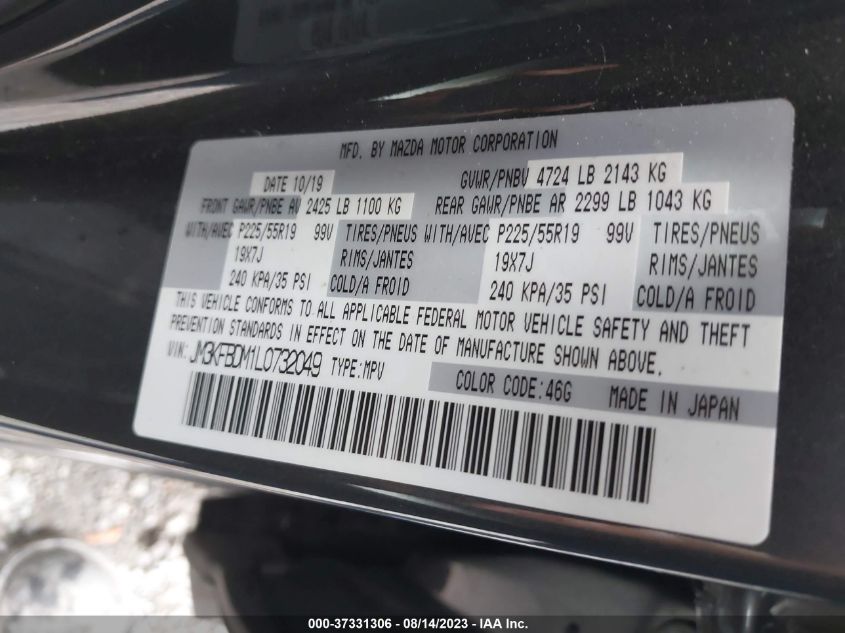 MFD. BY MAZDA MOTOR CORPORATION
DATE 10/19 GVWR/PNBV 4724 LB 2143 KG
FRONT GAWR/PNBE AV 2425 LB 1100 KG REAR GAWR/PNBE AR 2299 LB 1043 KG
WITH/AVEC P225/55R19 99V TIRES/PNEUS WITH/AVEC P225/55R19 99V TIRES/PNEUS
19X7J RIMS/JANTES 19X7J RIMS/JANTES
240 KPA/35 PSI COLD/A FROID 240 KPA/35 PSI COLD/A FROID
THIS VEHICLE CONFORMS TO ALL APPLICABLE FEDERAL MOTOR VEHICLE SAFETY AND THEFT
PREVENTION STANDARDS IN EFFECT ON THE DATE OF MANUFACTURE SHOWN ABOVE.
VIN: JM3KFBDM1L0732049 TYPE:MPV
COLOR CODE:46G MADE IN JAPAN
000-37331306 - 08/14/2023 - IAA Inc.